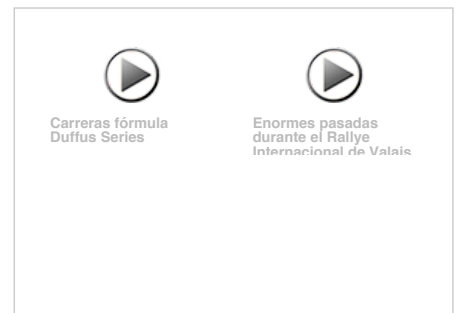 Carreras fórmula
Duffus Series
Enormes pasadas
durante el Rallye
Internacional de Valais